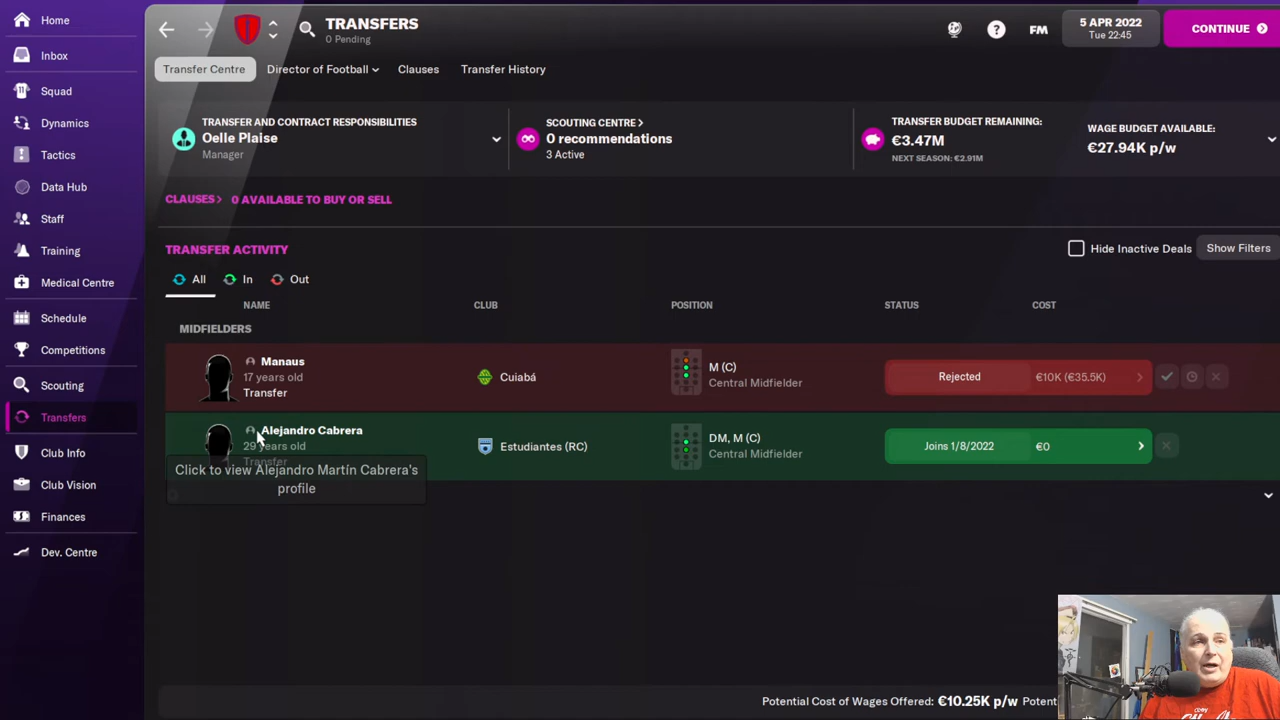 Home
Inbox
Squad
Dynamics
Tactics
Data Hub
Staff
Training
Medical Centre
Schedule
Competitions
Scouting
Transfers
Club Info
Club Vision
Finances
Dev. Centre
TRANSFERS
0 Pending
FM
5 APR 2022
Tue 22:45
CONTINUE
Transfer Centre
Director of Football
Clauses
Transfer History
TRANSFER AND CONTRACT RESPONSIBILITIES
Oelle Plaise
Manager
SCOUTING CENTRE >
0 recommendations
3 Active
TRANSFER BUDGET REMAINING:
€3.47M
NEXT SEASON: €2.91M
WAGE BUDGET AVAILABLE:
€27.94K p/w
CLAUSES > 0 AVAILABLE TO BUY OR SELL
TRANSFER ACTIVITY
Hide Inactive Deals
Show Filters
All In Out
NAME CLUB POSITION STATUS COST
MIDFIELDERS
Manaus
17 years old
Transfer
Cuiabá
M (C)
Central Midfielder
Rejected €10K (€35.5K)
Alejandro Cabrera
29 years old
Transfer
Estudiantes (RC)
DM, M (C)
Central Midfielder
Joins 1/8/2022 €0
Click to view Alejandro Martín Cabrera's
profile
Potential Cost of Wages Offered: €10.25K p/w Potent